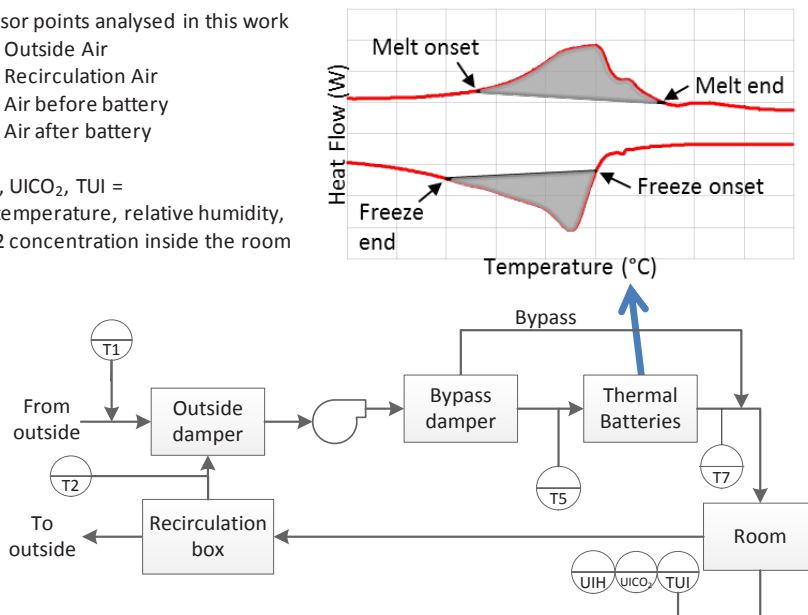 sor points analysed in this work
Outside Air
Recirculation Air
Air before battery
Air after battery
, UICO₂, TUI =
temperature, relative humidity,
2 concentration inside the room
Melt onset
Melt end
Heat Flow (W)
Freeze onset
Freeze
end
Temperature (°C)
Bypass
T1
From
outside
Outside
damper
Bypass
damper
Thermal
Batteries
T2
T5
T7
To
outside
Recirculation
box
Room
UIH
UICO₂
TUI